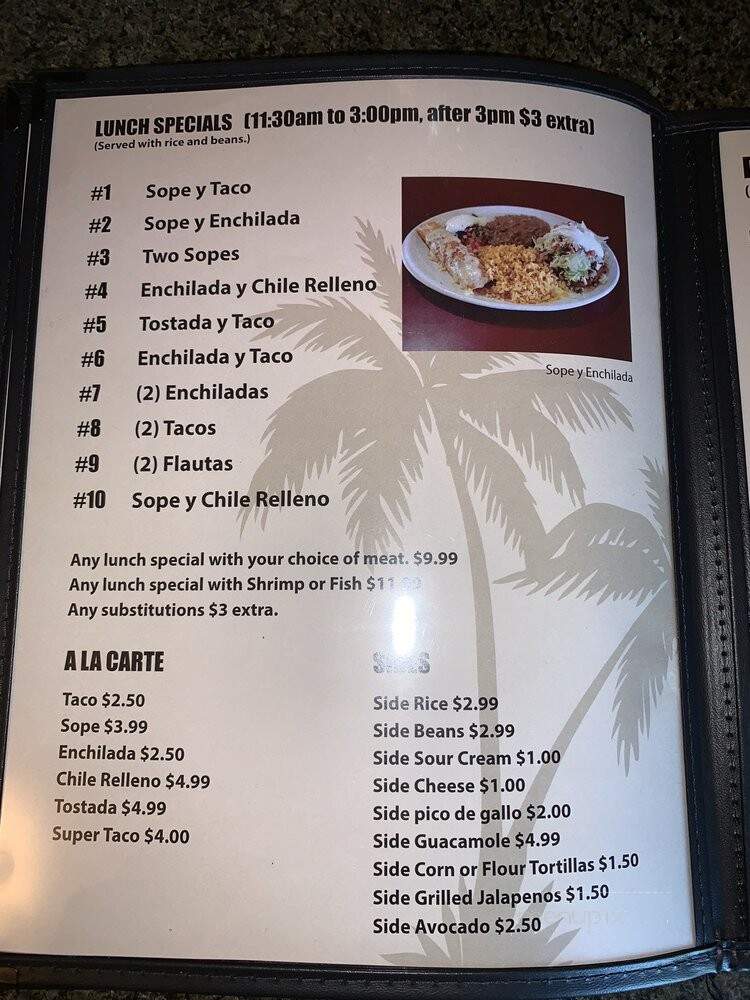 LUNCH SPECIALS (11:30am to 3:00pm, after 3pm $3 extra)
(Served with rice and beans.)
#1 Sope y Taco
#2 Sope y Enchilada
#3 Two Sopes
#4 Enchilada y Chile Relleno
#5 Tostada y Taco
#6 Enchilada y Taco
#7 (2) Enchiladas
#8 (2) Tacos
#9 (2) Flautas
#10 Sope y Chile Relleno
Sope y Enchilada
Any lunch special with your choice of meat. $9.99
Any lunch special with Shrimp or Fish
Any substitutions $3 extra.
A LA CARTE
Taco $2.50
Sope $3.99
Enchilada $2.50
Chile Relleno $4.99
Tostada $4.99
Super Taco $4.00
SIDES
Side Rice $2.99
Side Beans $2.99
Side Sour Cream $1.00
Side Cheese $1.00
Side pico de gallo $2.00
Side Guacamole $4.99
Side Corn or Flour Tortillas $1.50
Side Grilled Jalapenos $1.50
Side Avocado $2.50